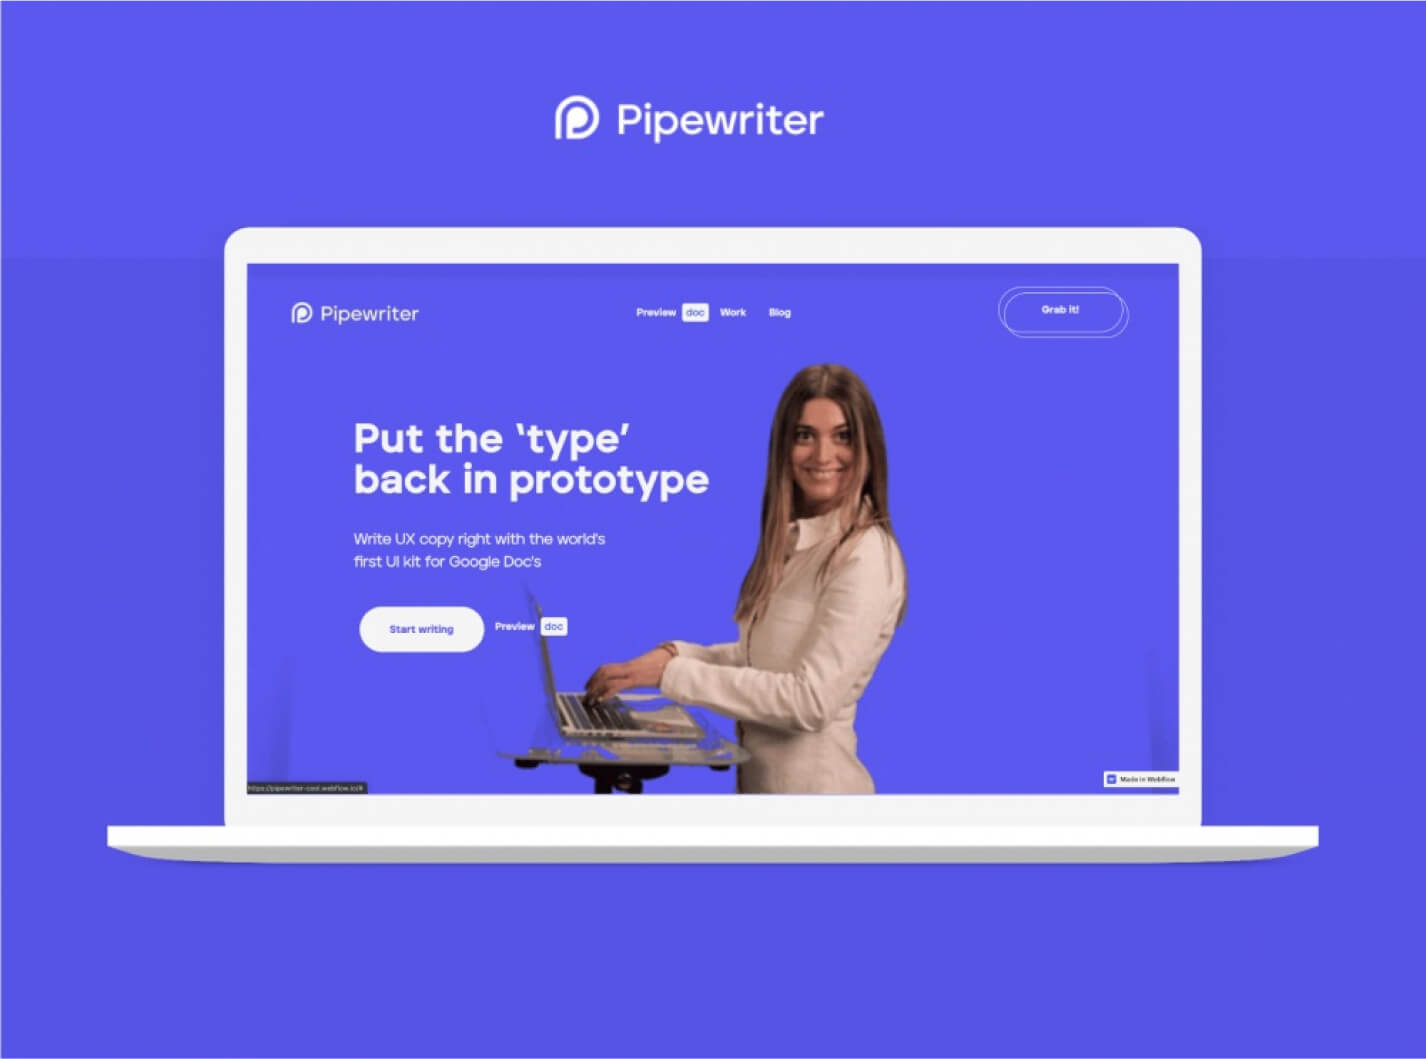 Pipewriter
Pipewriter
Preview doc Work Blog
Grab it!
Put the ‘type’
back in prototype
Write UX copy right with the world's
first UI kit for Google Doc's
Start writing
Preview doc
https://pipewriter-cool.webflow.io/#
Made in Webflow